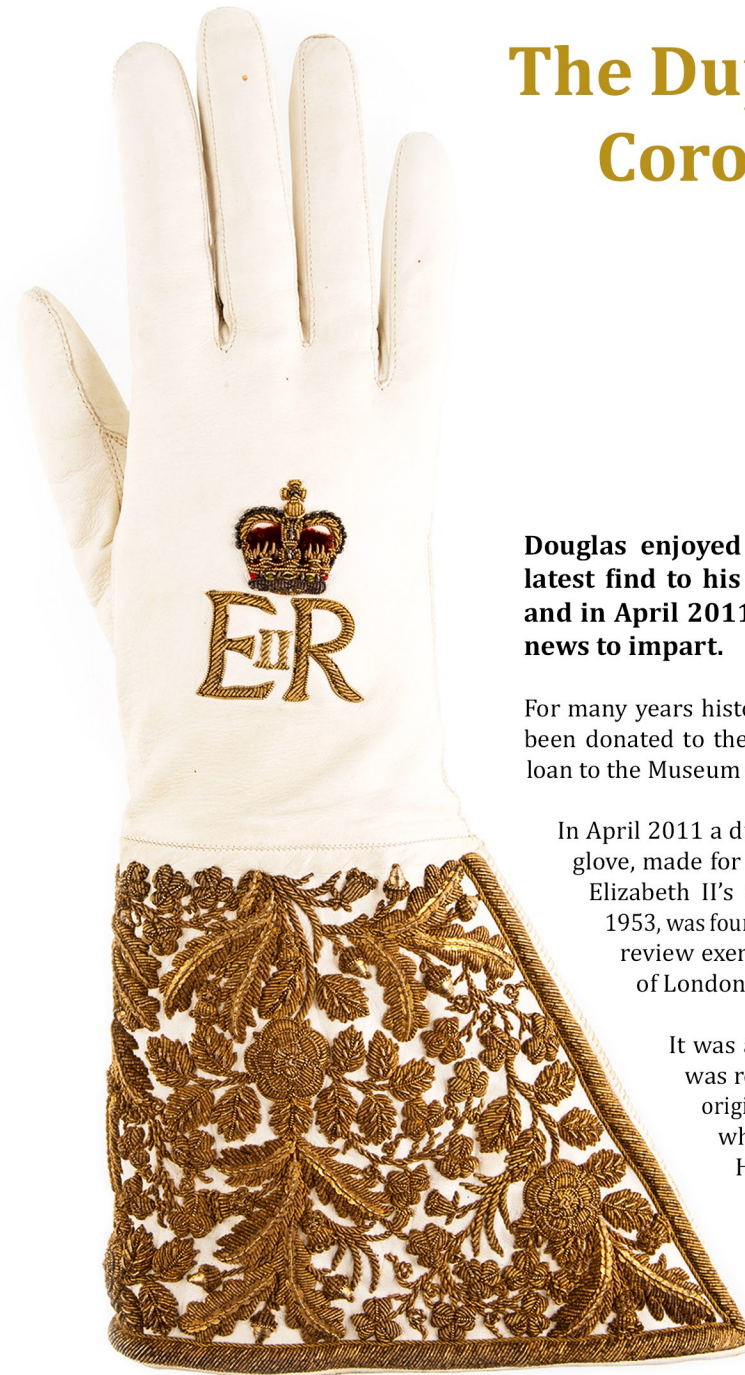 The Du
Coro
EIIR
Douglas enjoyed
latest find to his
and in April 2011
news to impart.
For many years histo
been donated to the
loan to the Museum
In April 2011 a du
glove, made for
Elizabeth II’s
1953, was foun
review exer
of London
It was a
was re
origi
wh
H